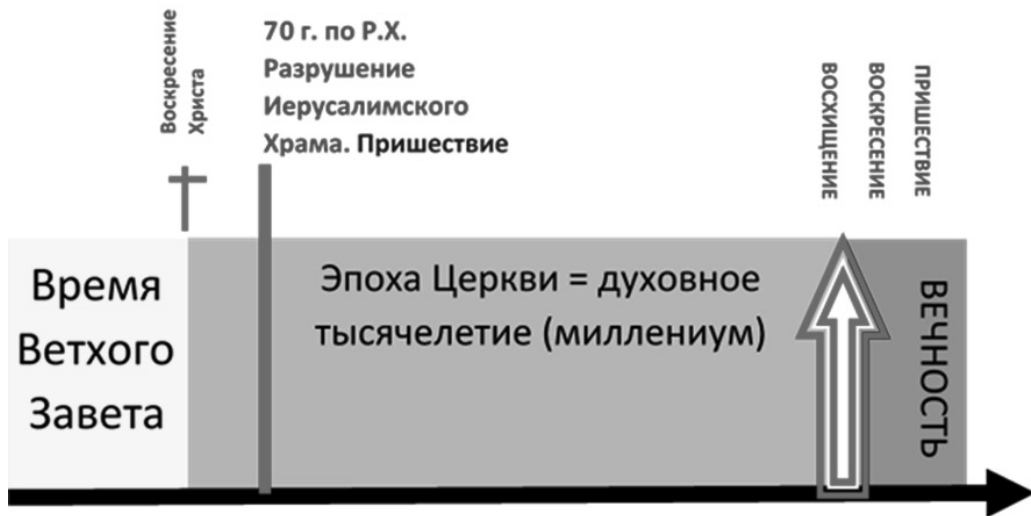 Воскресение
Христа
70 г. по Р.Х.
Разрушение
Иерусалимского
Храма. Пришествие
ВОСХИЩЕНИЕ
ВОСКРЕСЕНИЕ
ПРИШЕСТВИЕ
Время
Ветхого
Завета
Эпоха Церкви = духовное
тысячелетие (миллениум)
ВЕЧНОСТЬ